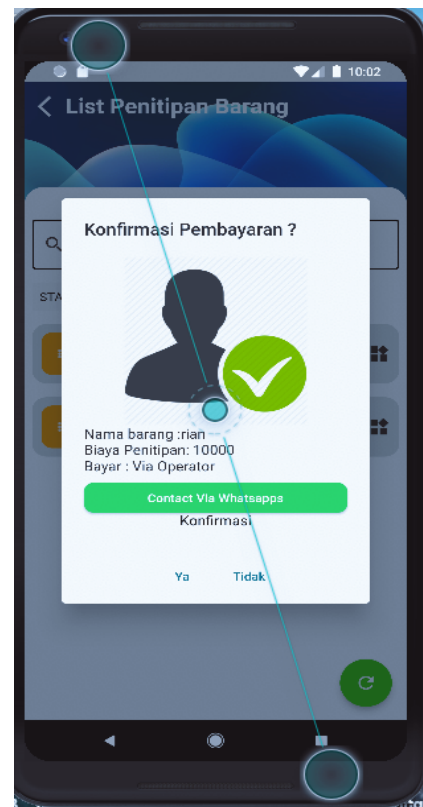 10:02
List Penitipan Barang
STA
Konfirmasi Pembayaran ?
Nama barang :rian
Biaya Penitipan: 10000
Bayar : Via Operator
Contact VIa Whatsapps
Konfirmasi
Ya Tidak